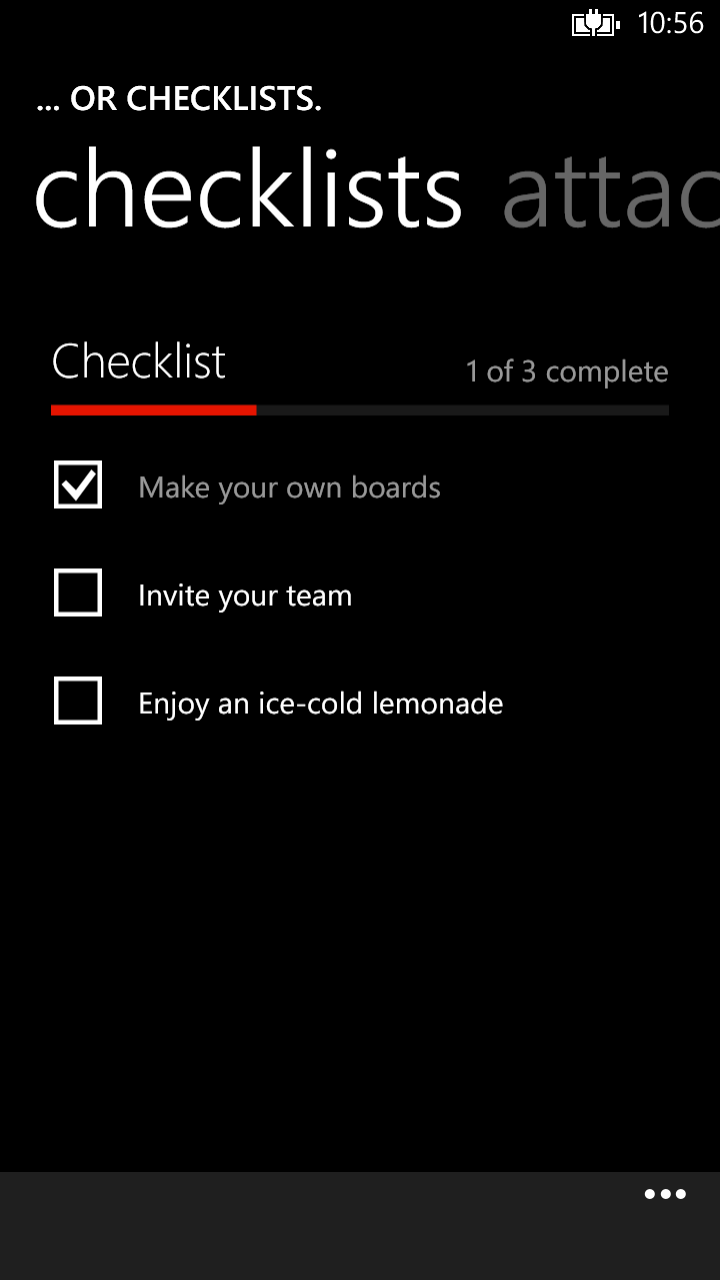 10:56
... OR CHECKLISTS.
checklists attac
Checklist 1 of 3 complete
Make your own boards
Invite your team
Enjoy an ice-cold lemonade